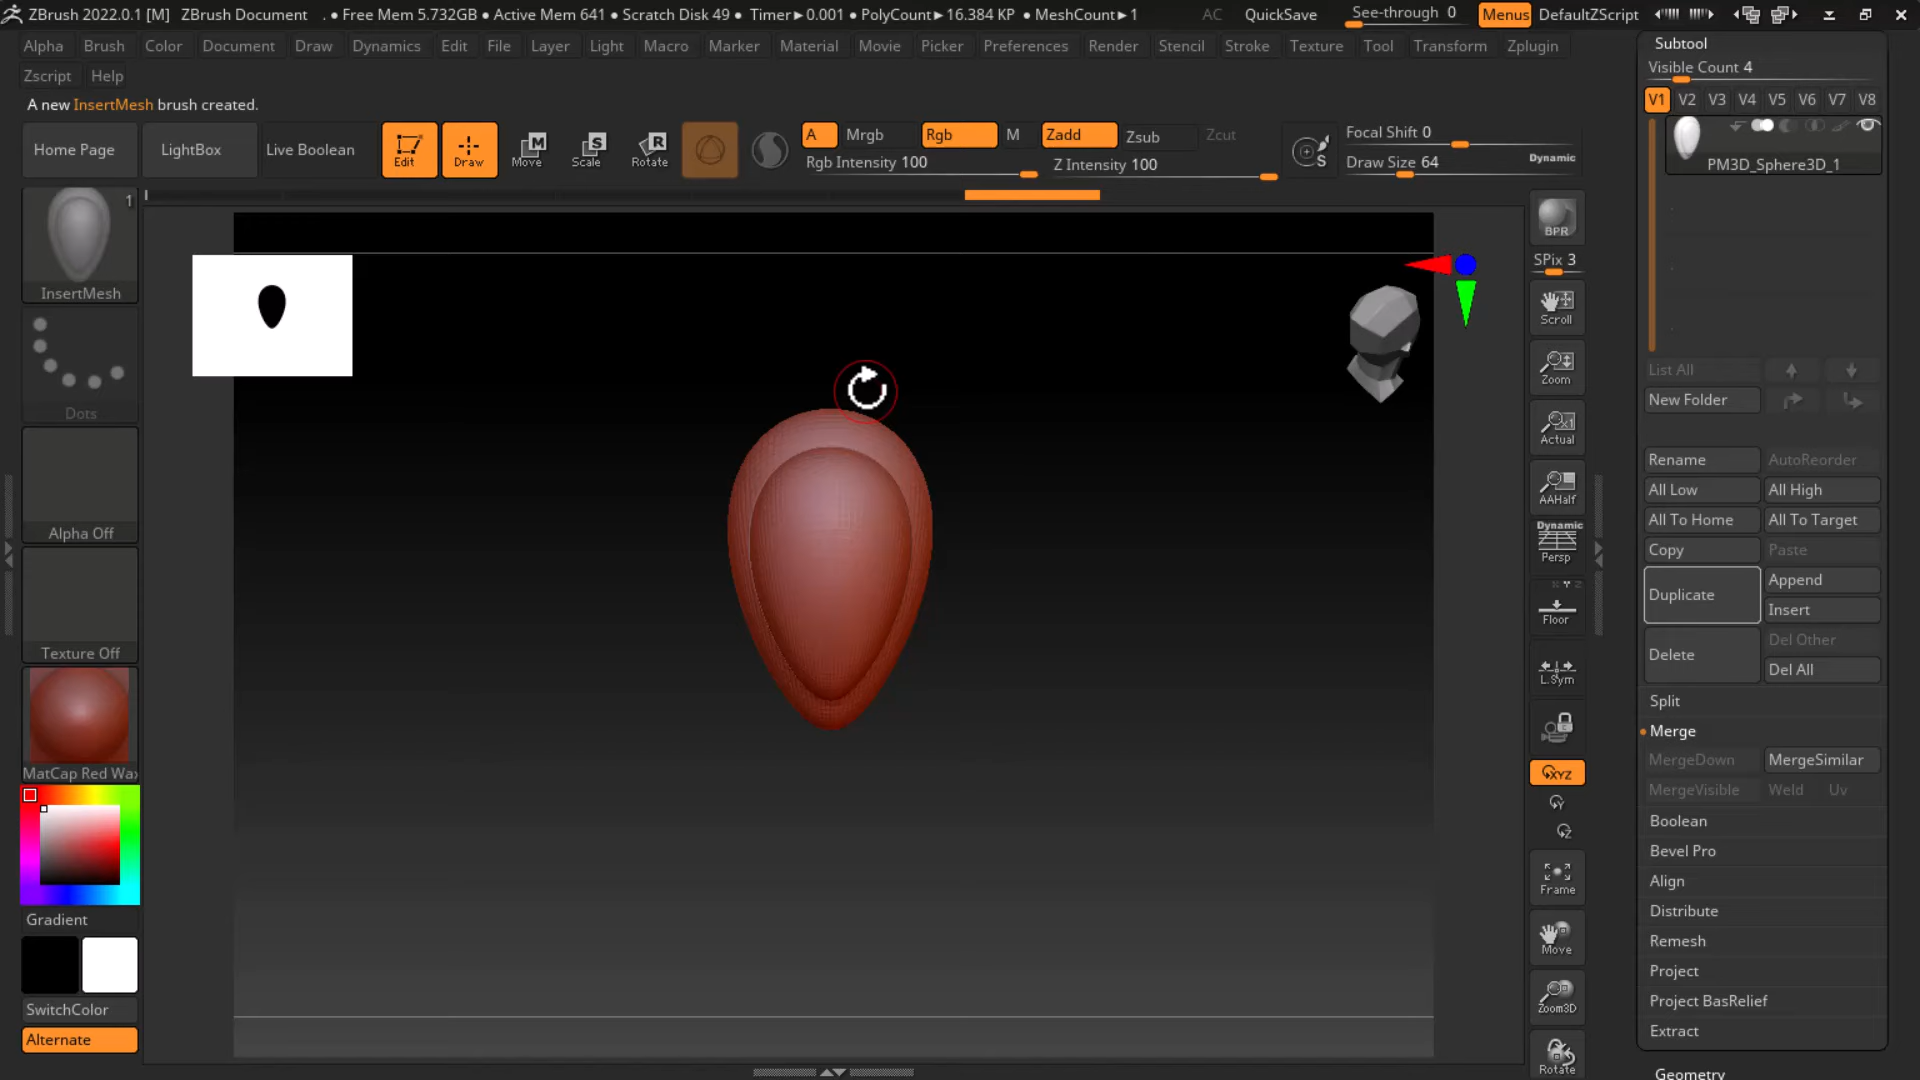 ZBrush 2022.0.1 [M] ZBrush Document . • Free Mem 5.732GB • Active Mem 641 • Scratch Disk 49 • Timer►0.001 • PolyCount►16.384 KP • MeshCount►1 AC QuickSave See-through 0 Menus DefaultZScript
Alpha Brush Color Document Draw Dynamics Edit File Layer Light Macro Marker Material Movie Picker Preferences Render Stencil Stroke Texture Tool Transform Zplugin
Zscript Help
A new InsertMesh brush created.
Home Page LightBox Live Boolean Edit Draw Move Scale Rotate
A Mrgb Rgb M Zadd Zsub Zcut
Rgb Intensity 100 Z Intensity 100
Focal Shift 0
Draw Size 64 Dynamic
1
InsertMesh
Dots
Alpha Off
Texture Off
MatCap Red Wax
Gradient
SwitchColor
Alternate
BPR
SPix 3
Scroll
Zoom
Actual
AAHalf
Dynamic
Persp
Floor
L.Sym
XYZ
Y
Z
Frame
Move
Zoom3D
Rotate
Subtool
Visible Count 4
V1 V2 V3 V4 V5 V6 V7 V8
PM3D_Sphere3D_1
List All
New Folder
Rename AutoReorder
All Low All High
All To Home All To Target
Copy Paste
Duplicate Append
Insert
Delete Del Other
Del All
Split
Merge
MergeDown MergeSimilar
MergeVisible Weld Uv
Boolean
Bevel Pro
Align
Distribute
Remesh
Project
Project BasRelief
Extract
Geometry